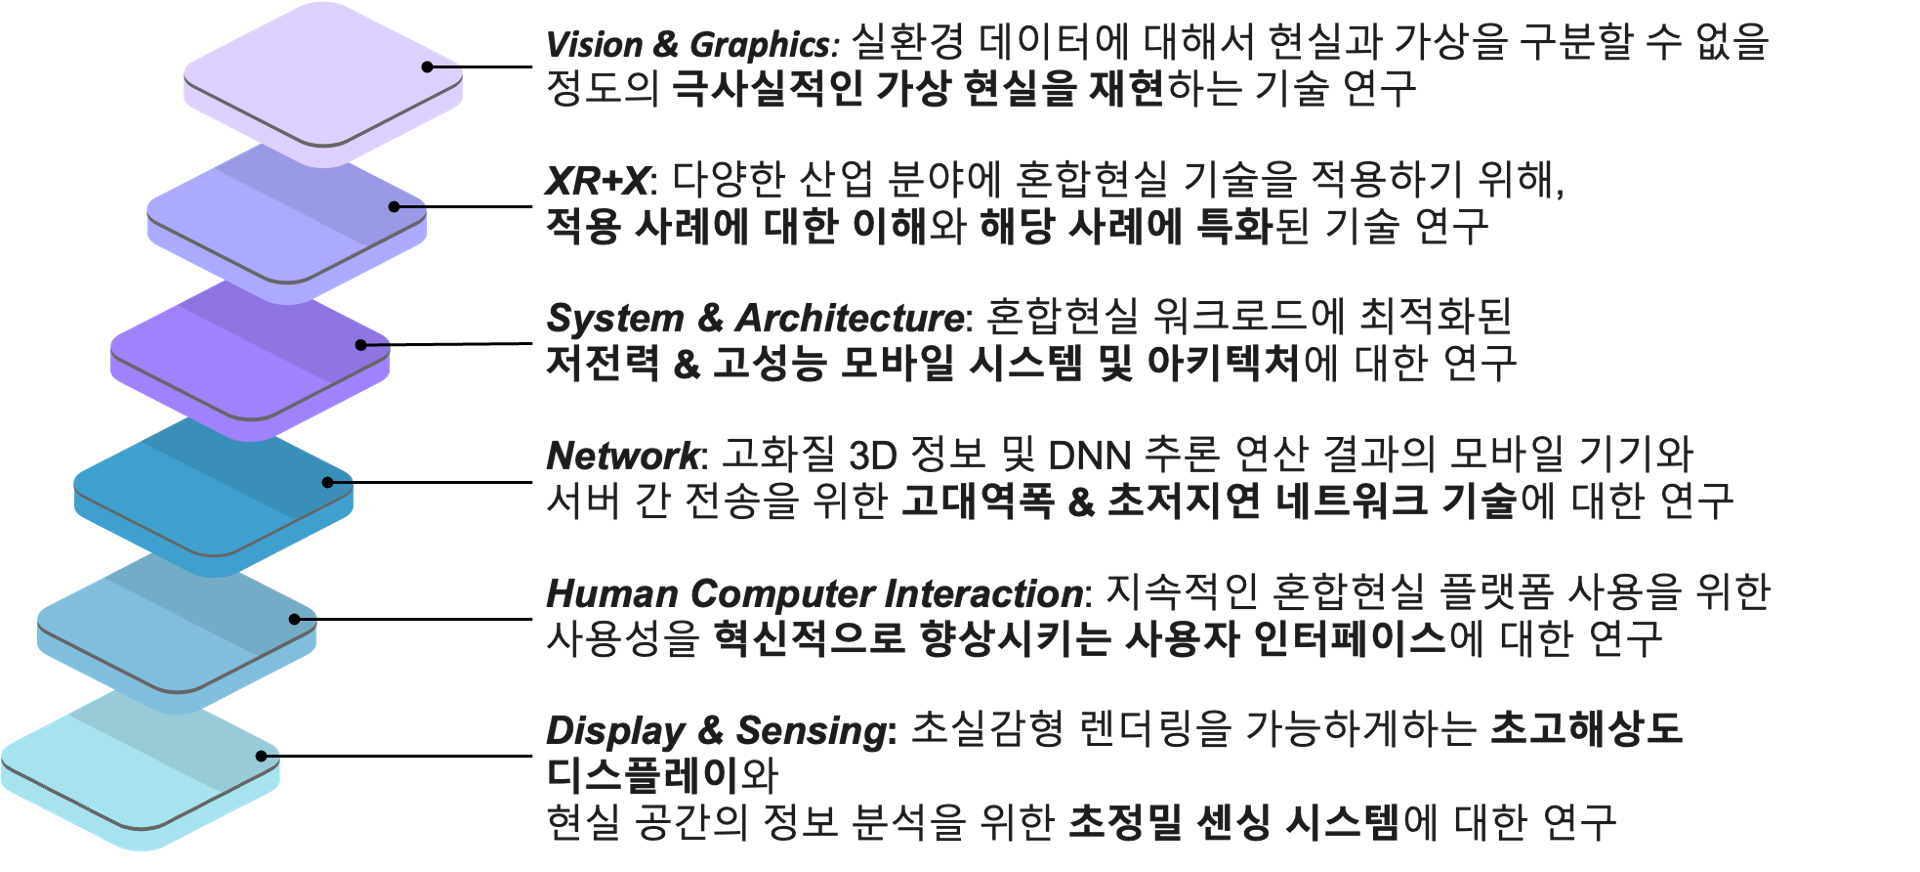 Vision & Graphics: 실환경 데이터에 대해서 현실과 가상을 구분할 수 없을
정도의 극사실적인 가상 현실을 재현하는 기술 연구
XR+X: 다양한 산업 분야에 혼합현실 기술을 적용하기 위해,
적용 사례에 대한 이해와 해당 사례에 특화된 기술 연구
System & Architecture: 혼합현실 워크로드에 최적화된
저전력 & 고성능 모바일 시스템 및 아키텍처에 대한 연구
Network: 고화질 3D 정보 및 DNN 추론 연산 결과의 모바일 기기와
서버 간 전송을 위한 고대역폭 & 초저지연 네트워크 기술에 대한 연구
Human Computer Interaction: 지속적인 혼합현실 플랫폼 사용을 위한
사용성을 혁신적으로 향상시키는 사용자 인터페이스에 대한 연구
Display & Sensing: 초실감형 렌더링을 가능하게하는 초고해상도
디스플레이와
현실 공간의 정보 분석을 위한 초정밀 센싱 시스템에 대한 연구